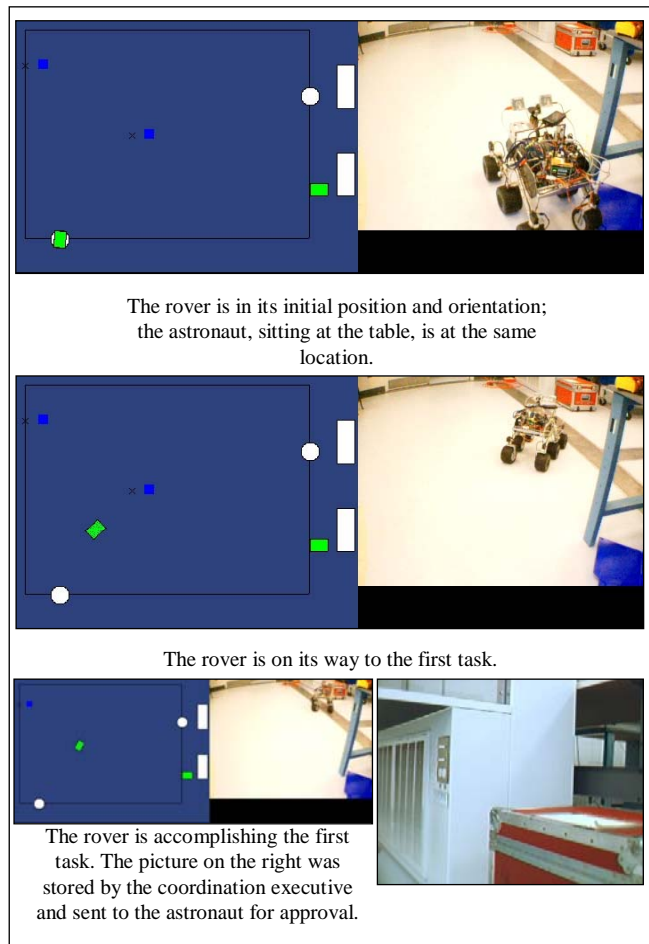 The rover is in its initial position and orientation;
the astronaut, sitting at the table, is at the same
location.
The rover is on its way to the first task.
The rover is accomplishing the first
task. The picture on the right was
stored by the coordination executive
and sent to the astronaut for approval.